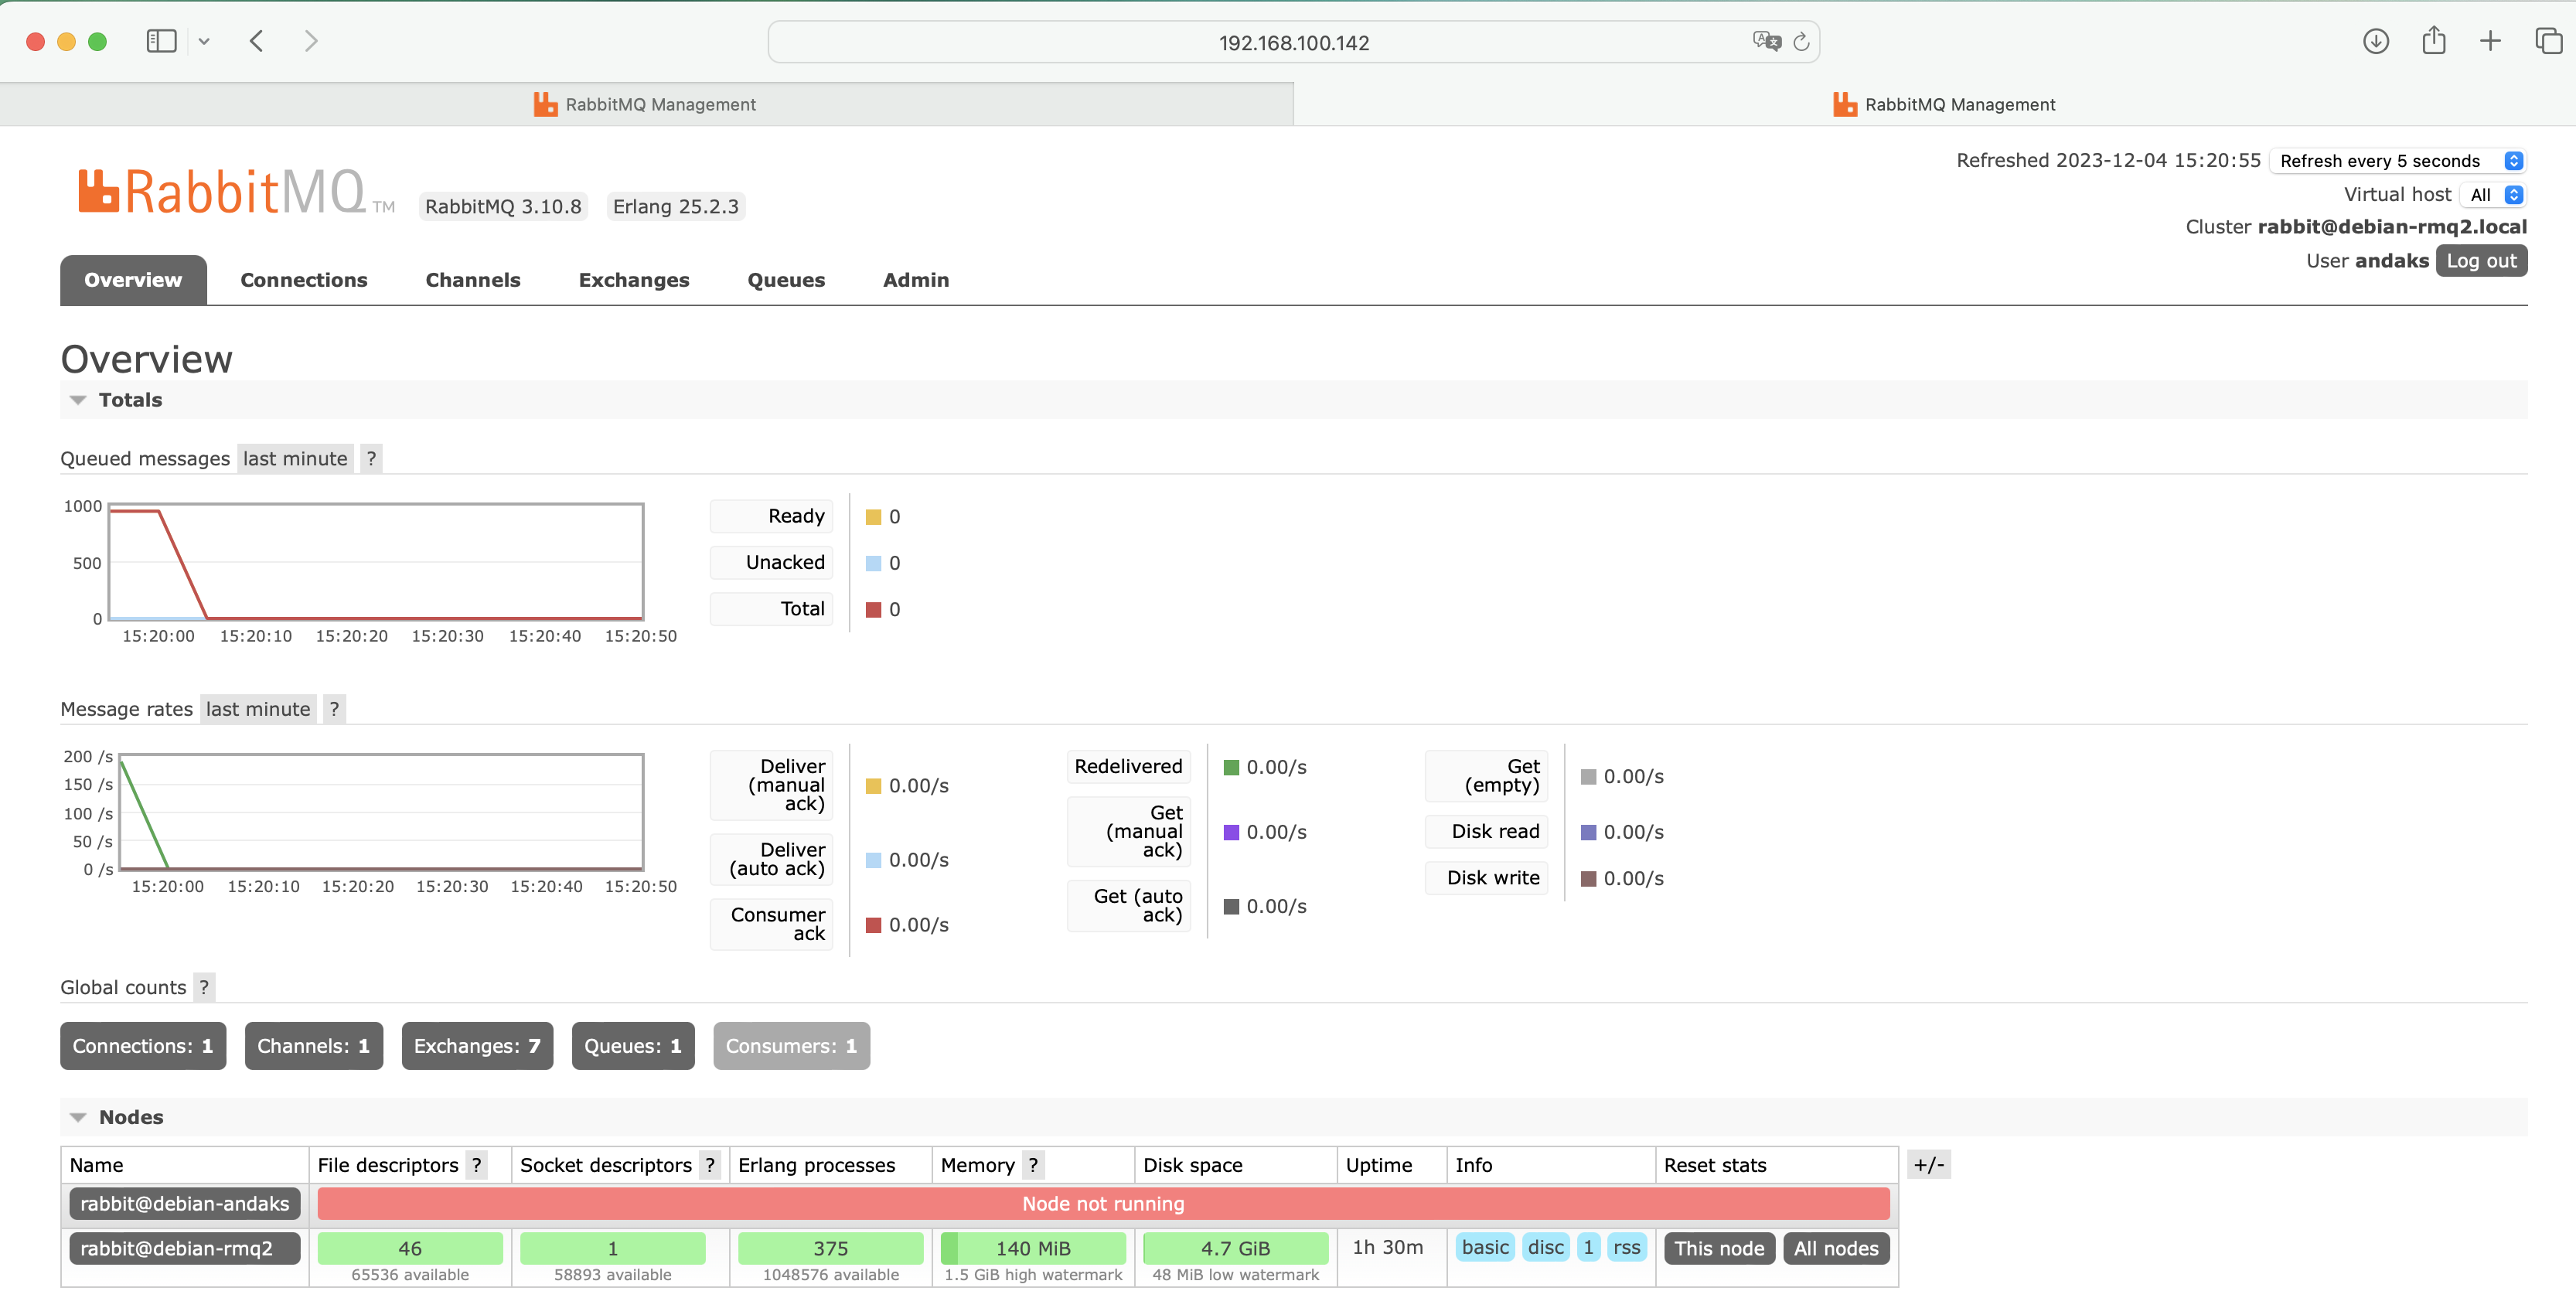 192.168.100.142
RabbitMQ Management
RabbitMQ Management
RabbitMQ TM
RabbitMQ 3.10.8
Erlang 25.2.3
Refreshed 2023-12-04 15:20:55
Refresh every 5 seconds
Virtual host All
Cluster rabbit@debian-rmq2.local
User andaks Log out
Overview Connections Channels Exchanges Queues Admin
Overview
Totals
Queued messages last minute ?
1000
500
0
15:20:00 15:20:10 15:20:20 15:20:30 15:20:40 15:20:50
Ready 0
Unacked 0
Total 0
Message rates last minute ?
200 /s
150 /s
100 /s
50 /s
0 /s
15:20:00 15:20:10 15:20:20 15:20:30 15:20:40 15:20:50
Deliver
(manual
ack)
0.00/s
Deliver
(auto ack)
0.00/s
Consumer
ack
0.00/s
Redelivered 0.00/s
Get
(manual
ack)
0.00/s
Get (auto
ack)
0.00/s
Get
(empty)
0.00/s
Disk read 0.00/s
Disk write 0.00/s
Global counts ?
Connections: 1 Channels: 1 Exchanges: 7 Queues: 1 Consumers: 1
Nodes
Name File descriptors ? Socket descriptors ? Erlang processes Memory ? Disk space Uptime Info Reset stats +/-
rabbit@debian-andaks Node not running
rabbit@debian-rmq2 46 1 375 140 MiB 4.7 GiB 1h 30m basic disc 1 rss This node All nodes
65536 available 58893 available 1048576 available 1.5 GiB high watermark 48 MiB low watermark